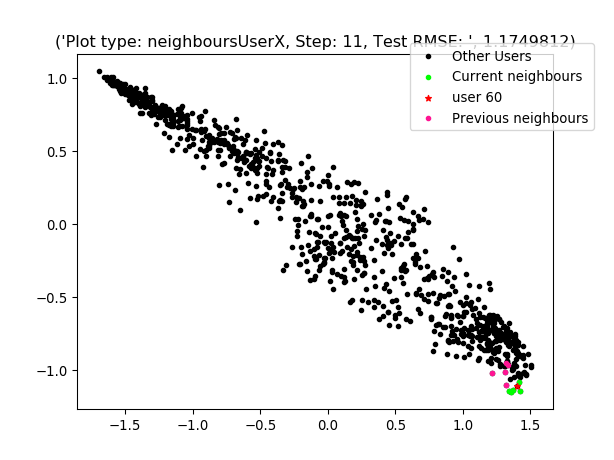 ('Plot type: neighboursUserX, Step: 11, Test RMSE: ', 1.1749812)
Other Users
Current neighbours
user 60
Previous neighbours
1.0
0.5
0.0
−0.5
−1.0
−1.5 −1.0 −0.5 0.0 0.5 1.0 1.5